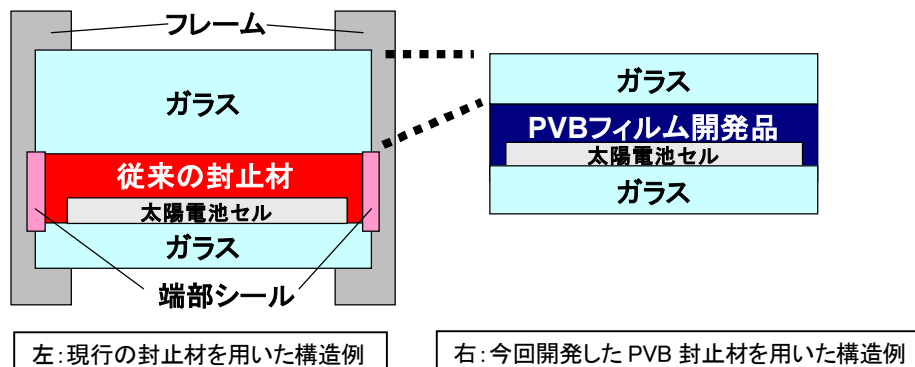 フレーム
ガラス
従来の封止材
太陽電池セル
ガラス
端部シール
左:現行の封止材を用いた構造例
ガラス
PVBフィルム開発品
太陽電池セル
ガラス
右:今回開発した PVB 封止材を用いた構造例